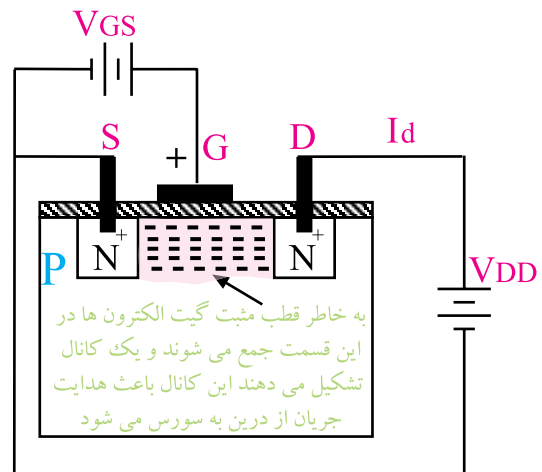 VGS
S
+
G
D
Id
N+
N+
P
VDD
به خاطر قطب مثبت گیت الکترون ها در
این قسمت جمع می شوند و یک کانال
تشکیل می دهند این کانال باعث هدایت
جریان از درین به سورس می شود